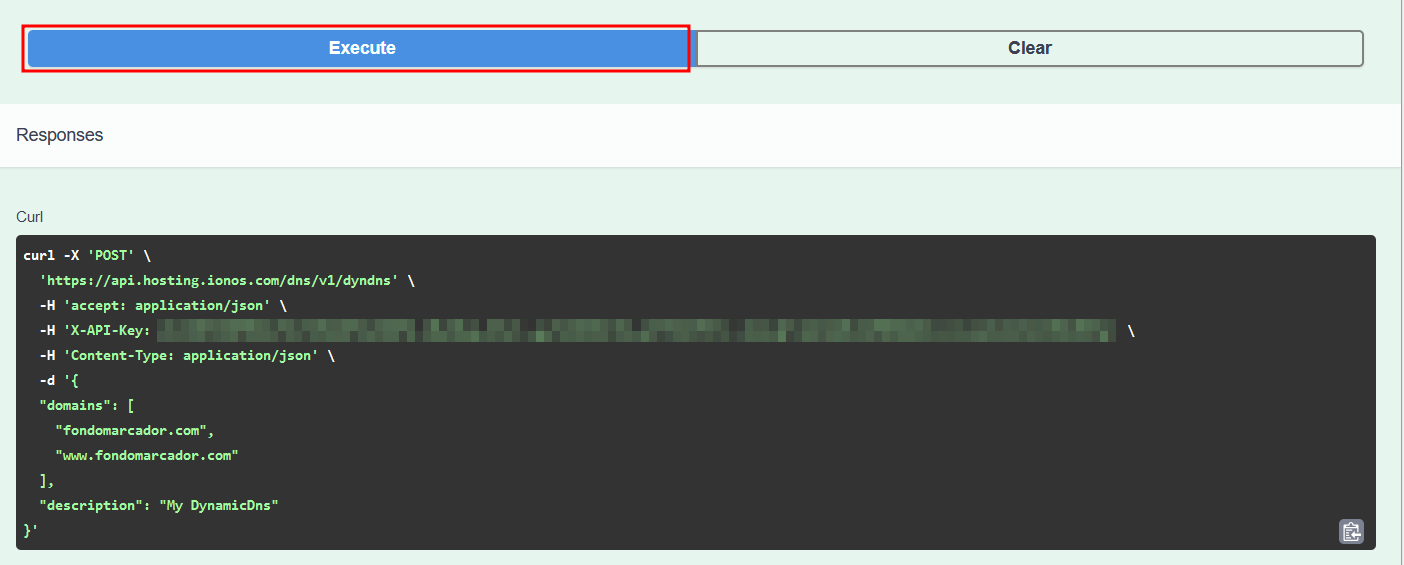 Execute
Clear
Responses
Curl
curl -X 'POST' \
'https://api.hosting.ionos.com/dns/v1/dyndns' \
-H 'accept: application/json' \
-H 'X-API-Key: \
-H 'Content-Type: application/json' \
-d '{
"domains": [
"fondomarcador.com",
"www.fondomarcador.com"
],
"description": "My DynamicDns"
}'